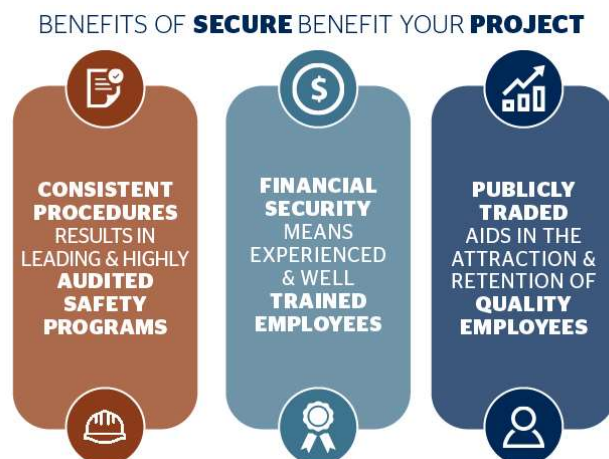 BENEFITS OF SECURE BENEFIT YOUR PROJECT
CONSISTENT
PROCEDURES
RESULTS IN
LEADING & HIGHLY
AUDITED
SAFETY
PROGRAMS
$
FINANCIAL
SECURITY
MEANS
EXPERIENCED
& WELL
TRAINED
EMPLOYEES
PUBLICLY
TRADED
AIDS IN THE
ATTRACTION &
RETENTION OF
QUALITY
EMPLOYEES